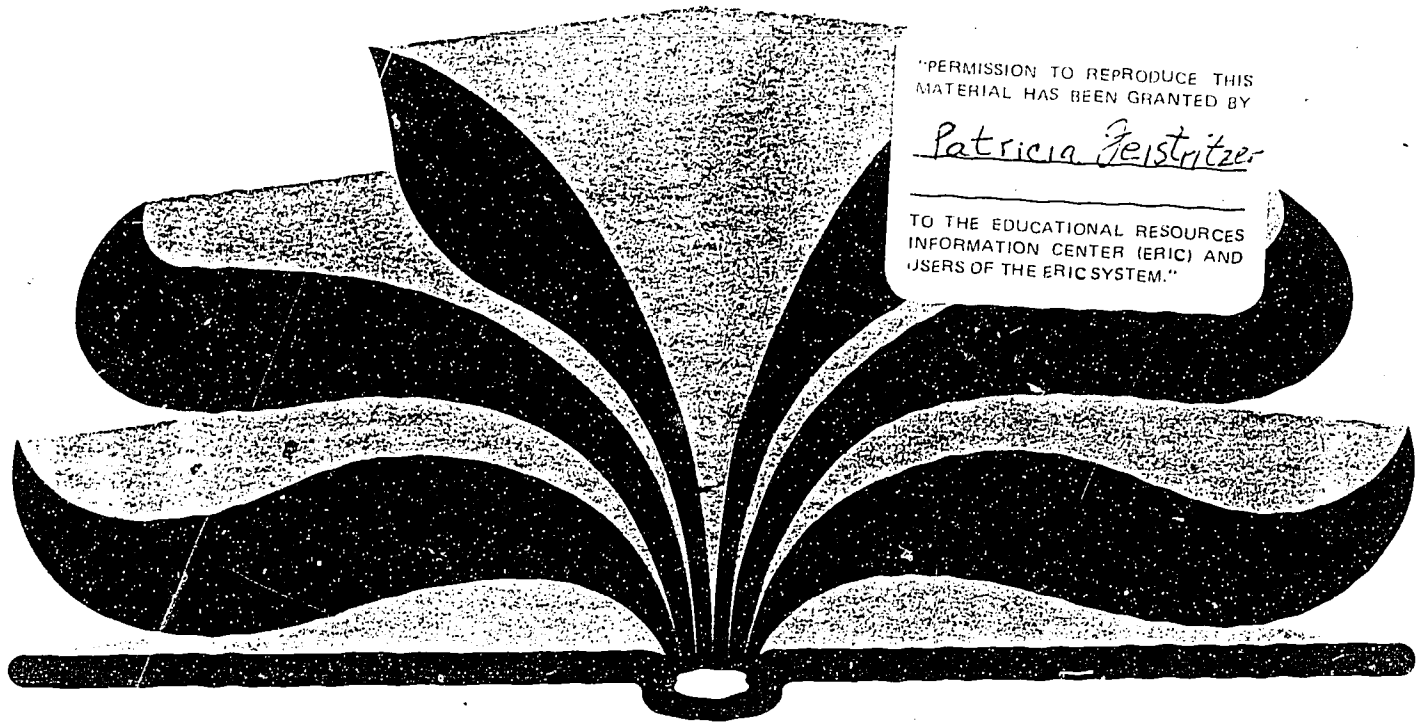 "PERMISSION TO REPRODUCE THIS
MATERIAL HAS BEEN GRANTED BY
Patricia Feistritzer
TO THE EDUCATIONAL RESOURCES
INFORMATION CENTER (ERIC) AND
USERS OF THE ERIC SYSTEM."